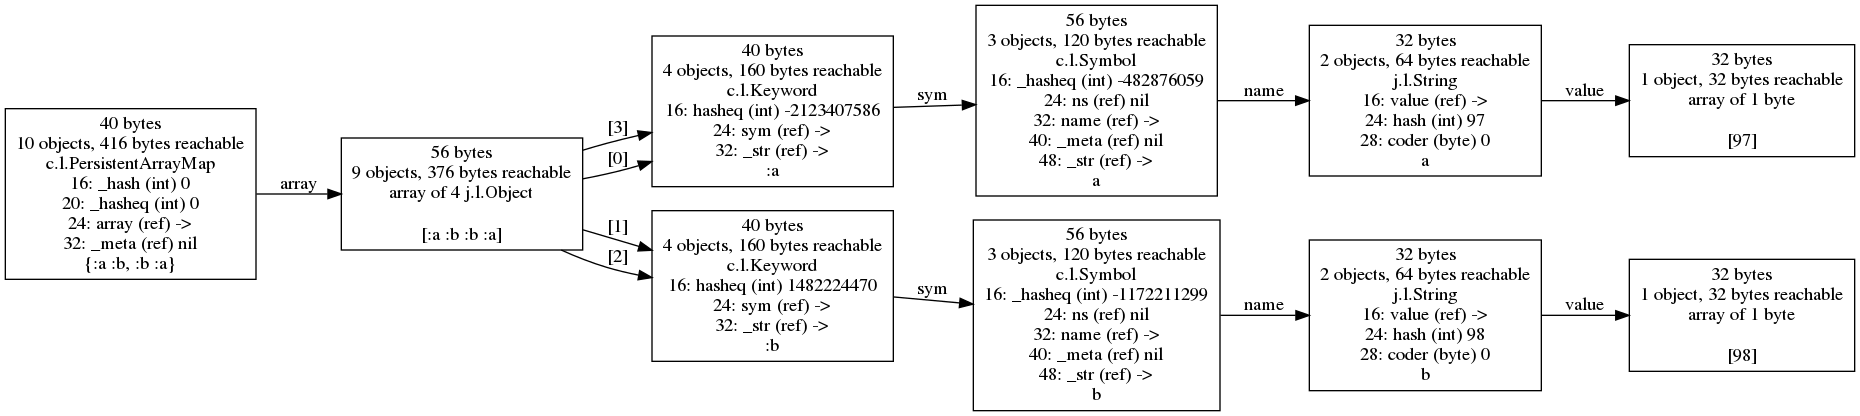 40 bytes
10 objects, 416 bytes reachable
c.l.PersistentArrayMap
16: _hash (int) 0
20: _hasheq (int) 0
24: array (ref) ->
32: _meta (ref) nil
{:a :b, :b :a}
array
56 bytes
9 objects, 376 bytes reachable
array of 4 j.l.Object
[:a :b :b :a]
[3]
[0]
[1]
[2]
40 bytes
4 objects, 160 bytes reachable
c.l.Keyword
16: hasheq (int) -2123407586
24: sym (ref) ->
32: _str (ref) ->
:a
sym
56 bytes
3 objects, 120 bytes reachable
c.l.Symbol
16: _hasheq (int) -482876059
24: ns (ref) nil
32: name (ref) ->
40: _meta (ref) nil
48: _str (ref) ->
a
name
32 bytes
2 objects, 64 bytes reachable
j.l.String
16: value (ref) ->
24: hash (int) 97
28: coder (byte) 0
a
value
32 bytes
1 object, 32 bytes reachable
array of 1 byte
[97]
40 bytes
4 objects, 160 bytes reachable
c.l.Keyword
16: hasheq (int) 1482224470
24: sym (ref) ->
32: _str (ref) ->
:b
sym
56 bytes
3 objects, 120 bytes reachable
c.l.Symbol
16: _hasheq (int) -1172211299
24: ns (ref) nil
32: name (ref) ->
40: _meta (ref) nil
48: _str (ref) ->
b
name
32 bytes
2 objects, 64 bytes reachable
j.l.String
16: value (ref) ->
24: hash (int) 98
28: coder (byte) 0
b
value
32 bytes
1 object, 32 bytes reachable
array of 1 byte
[98]